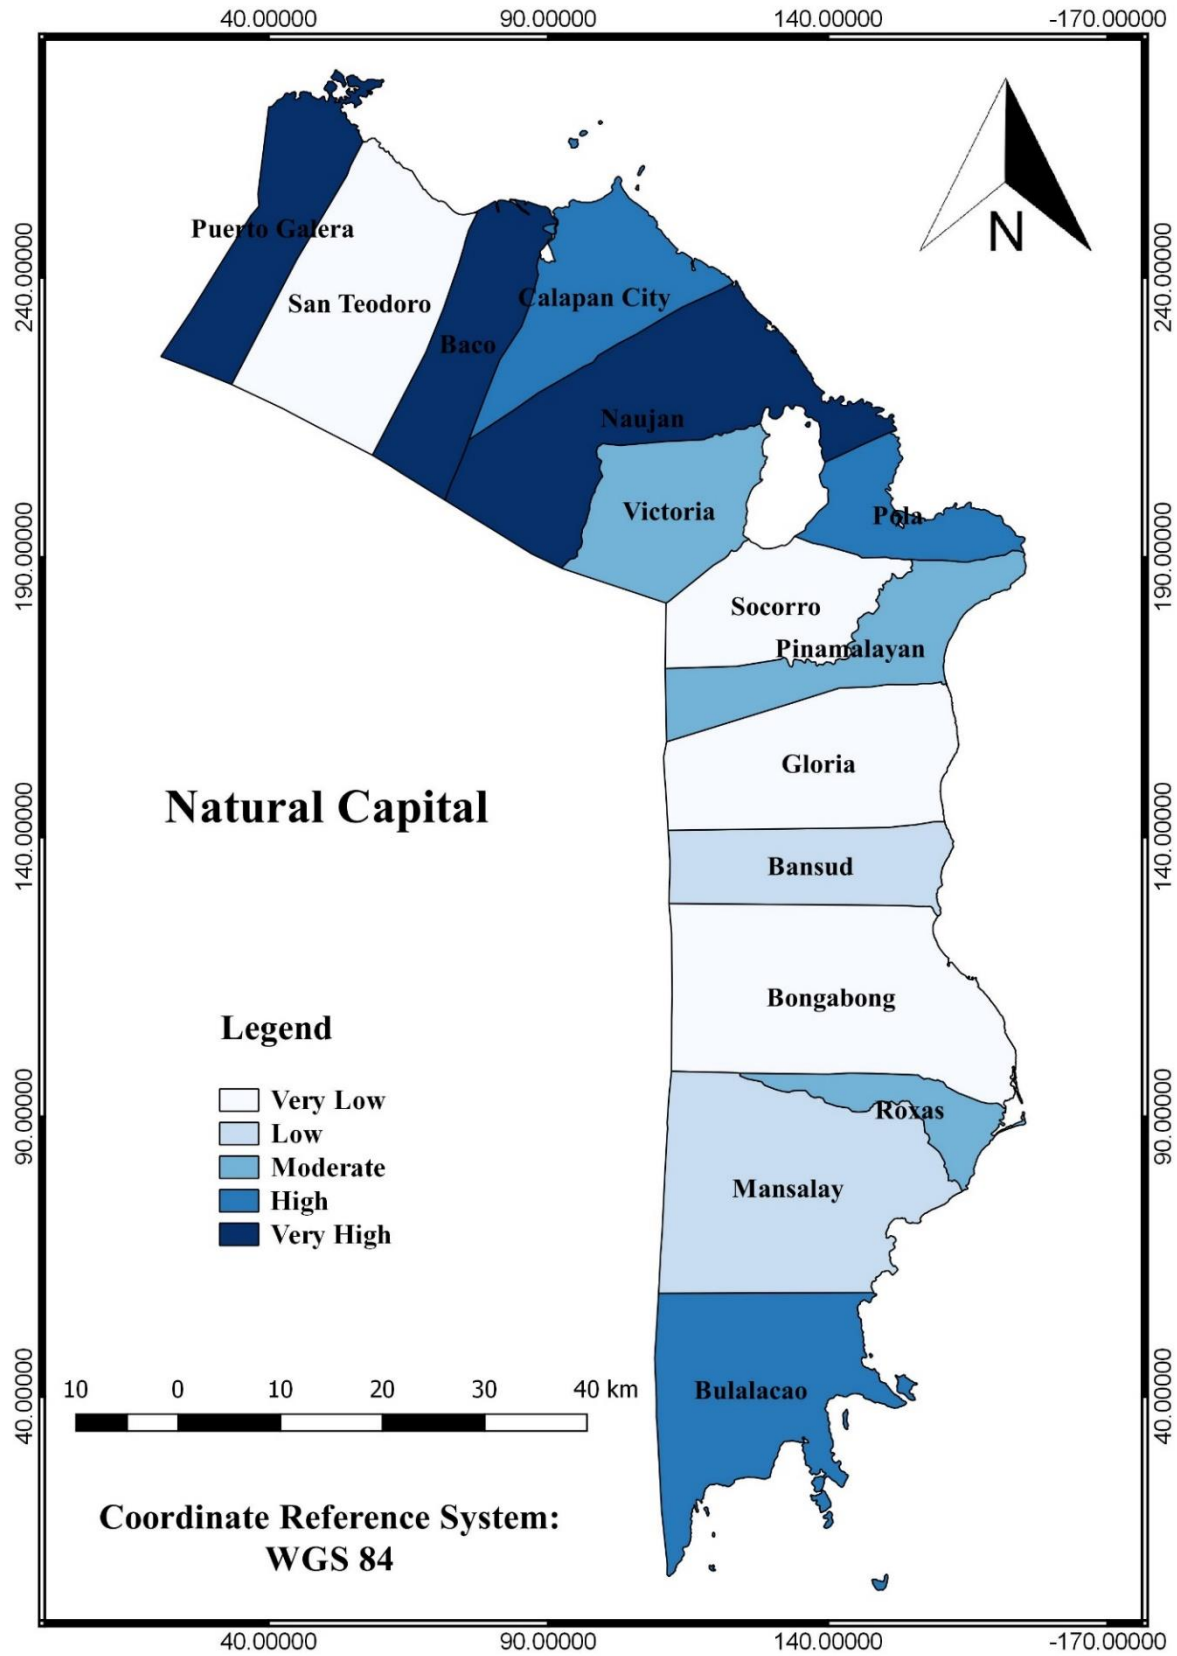 40.00000 90.00000 140.00000 -170.00000
N
Puerto Galera
San Teodoro
Calapan City
Baco
Naujan
Victoria
Pola
Socorro
Pinamalayan
Gloria
Bansud
Bongabong
Roxas
Mansalay
Bulalacao
240.00000
190.00000
140.00000
90.00000
40.00000
240.00000
190.00000
140.00000
90.00000
40.00000
Natural Capital
Legend
Very Low
Low
Moderate
High
Very High
10 0 10 20 30 40 km
Coordinate Reference System:
WGS 84
40.00000 90.00000 140.00000 -170.00000